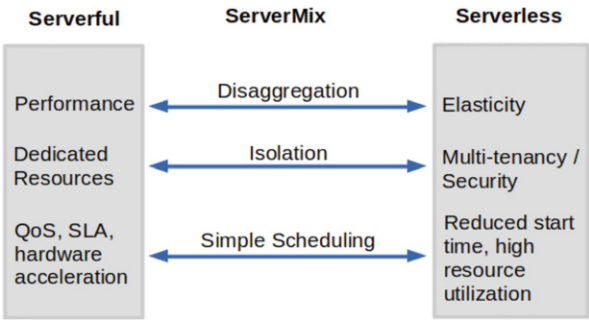 Serverful ServerMix Serverless
Performance
Disaggregation
Elasticity
Dedicated
Resources
Isolation
Multi-tenancy /
Security
QoS, SLA,
hardware
acceleration
Simple Scheduling
Reduced start
time, high
resource
utilization